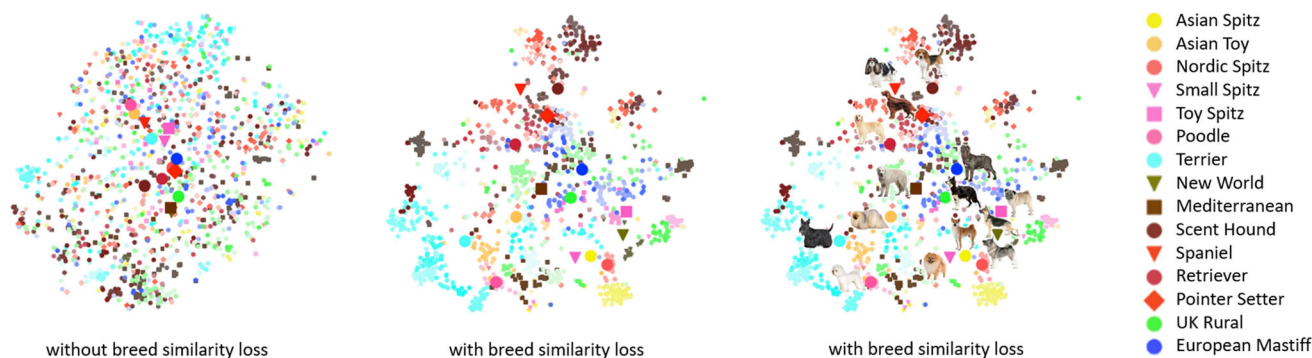 Asian Spitz
Asian Toy
Nordic Spitz
Small Spitz
Toy Spitz
Poodle
Terrier
New World
Mediterranean
Scent Hound
Spaniel
Retriever
Pointer Setter
UK Rural
European Mastiff
without breed similarity loss
with breed similarity loss
with breed similarity loss